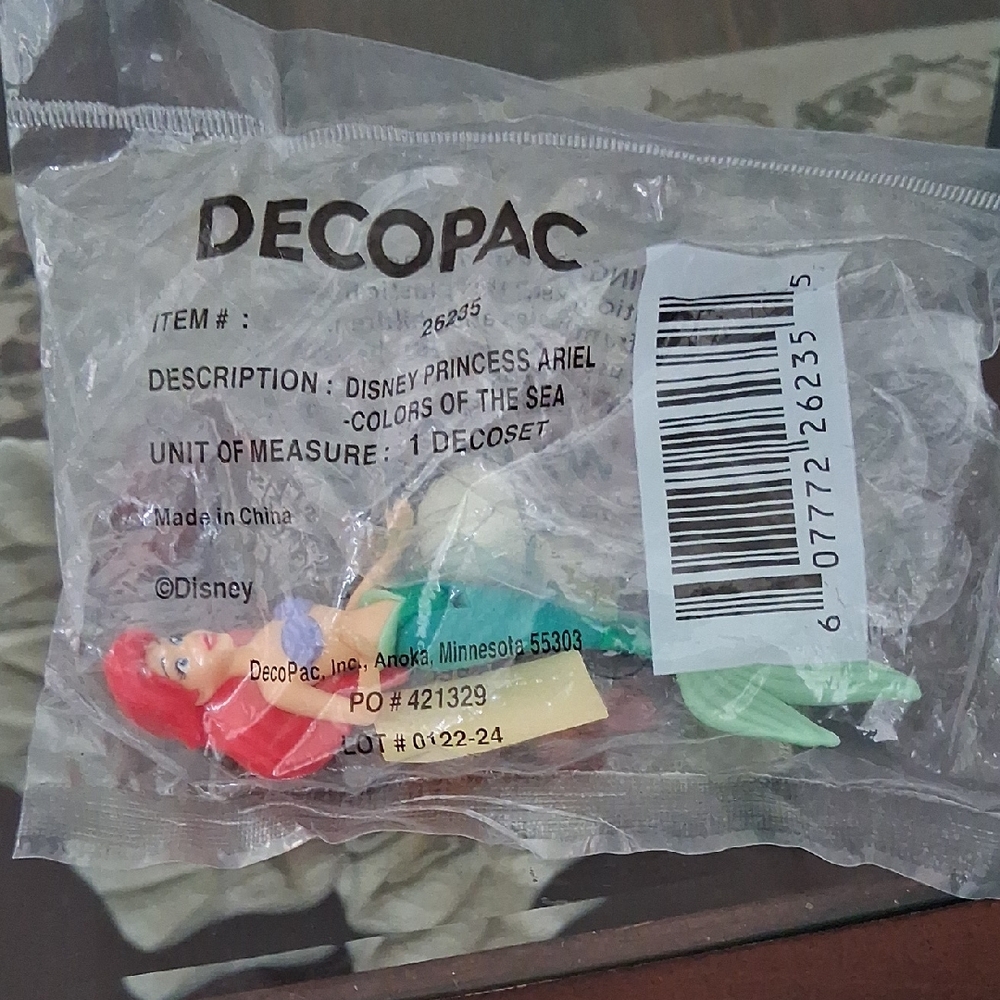 DECOPAC
ITEM # : 26235
DESCRIPTION : DISNEY PRINCESS ARIEL
-COLORS OF THE SEA
UNIT OF MEASURE : 1 DECOSET
Made in China
©Disney
DecoPac, Inc., Anoka, Minnesota 55303
PO # 421329
LOT # 0122-24
6 07772 26235 5